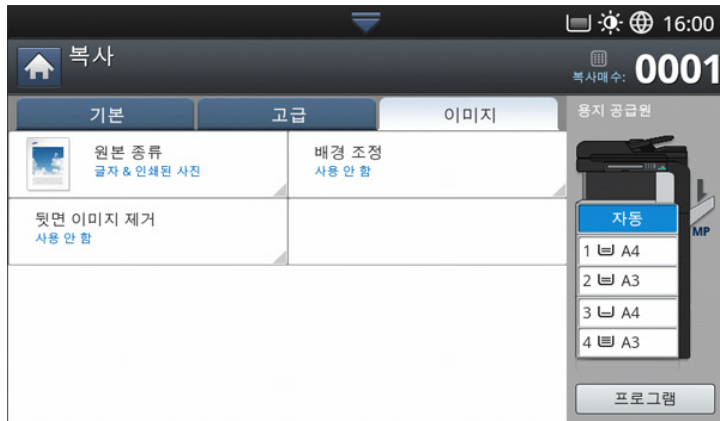 16:00
복사
복사매수: 0001
기본
고급
이미지
용지 공급원
원본 종류
글자 & 인쇄된 사진
배경 조정
사용 안 함
뒷면 이미지 제거
사용 안 함
자동
MP
1 A4
2 A3
3 A4
4 A3
프로그램